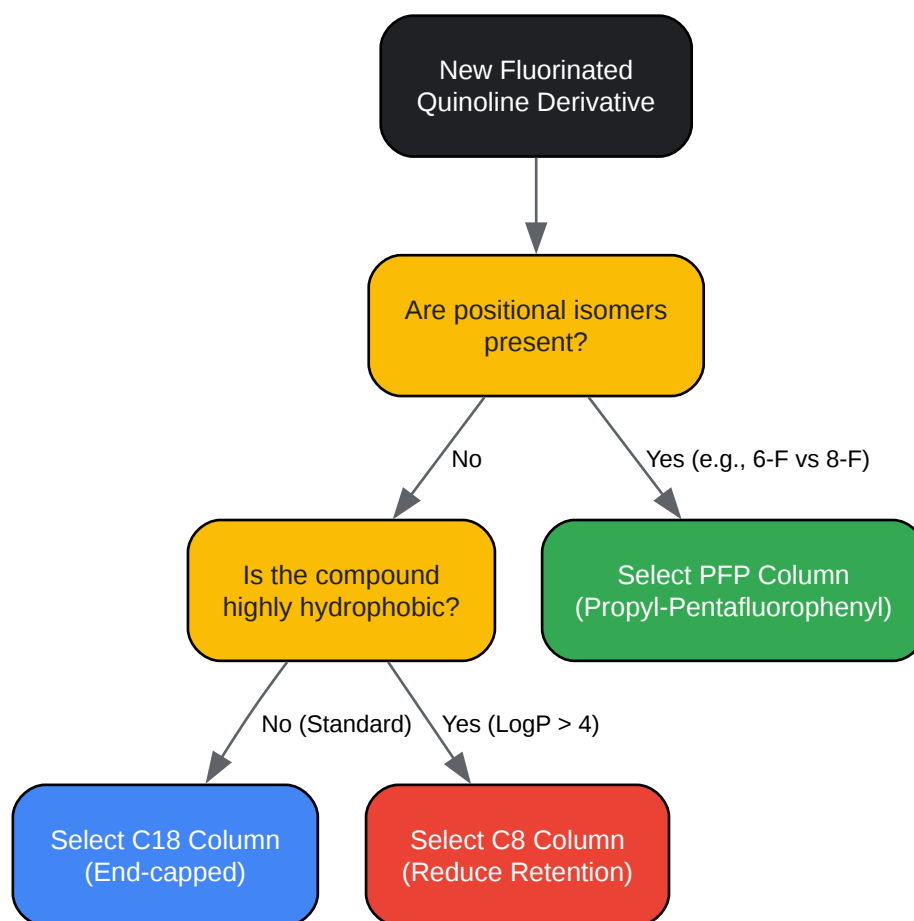 New Fluorinated
Quinoline Derivative
Are positional isomers
present?
No
Yes (e.g., 6-F vs 8-F)
Is the compound
highly hydrophobic?
Select PFP Column
(Propyl-Pentafluorophenyl)
No (Standard)
Yes (LogP > 4)
Select C18 Column
(End-capped)
Select C8 Column
(Reduce Retention)